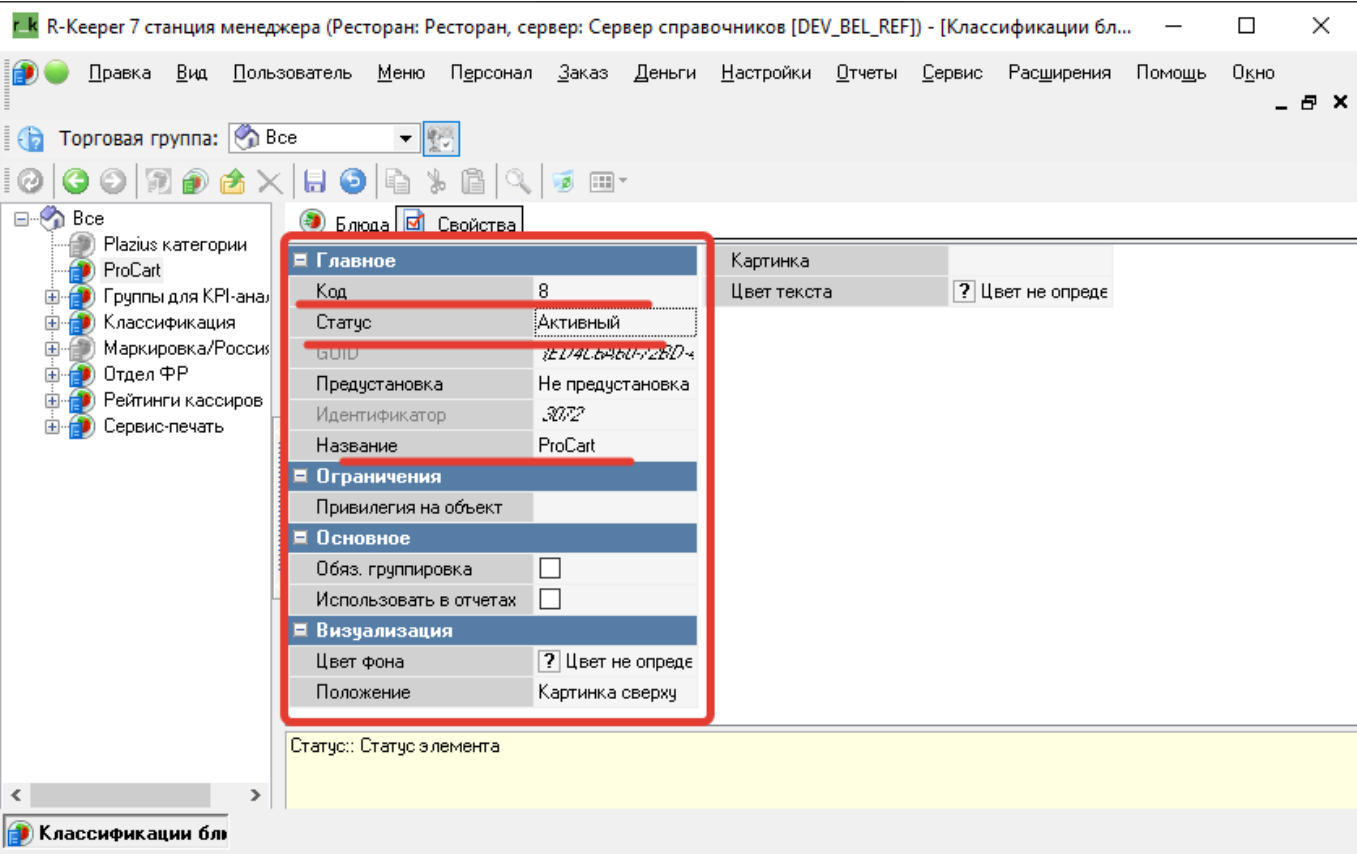 r_k R-Keeper 7 станция менеджера (Ресторан: Ресторан, сервер: Сервер справочников [DEV_BEL_REF]) - [Классификации бл...
Правка Вид Пользователь Меню Персонал Заказ Деньги Настройки Отчеты Сервис Расширения Помощь Окно
Торговая группа: Все
Все
Plazius категории
ProCart
Группы для KPI-анал
Классификация
Маркировка/Россия
Отдел ФР
Рейтинги кассиров
Сервис-печать
Блюда Свойства
Главное
Код 8
Статус Активный
GUID
Предустановка Не предустановка
Идентификатор 3072
Название ProCart
Ограничения
Привилегия на объект
Основное
Обяз. группировка
Использовать в отчетах
Визуализация
Цвет фона ? Цвет не опреде
Положение Картинка сверху
Картинка
Цвет текста ? Цвет не опреде
Статус:: Статус элемента
Классификации блю